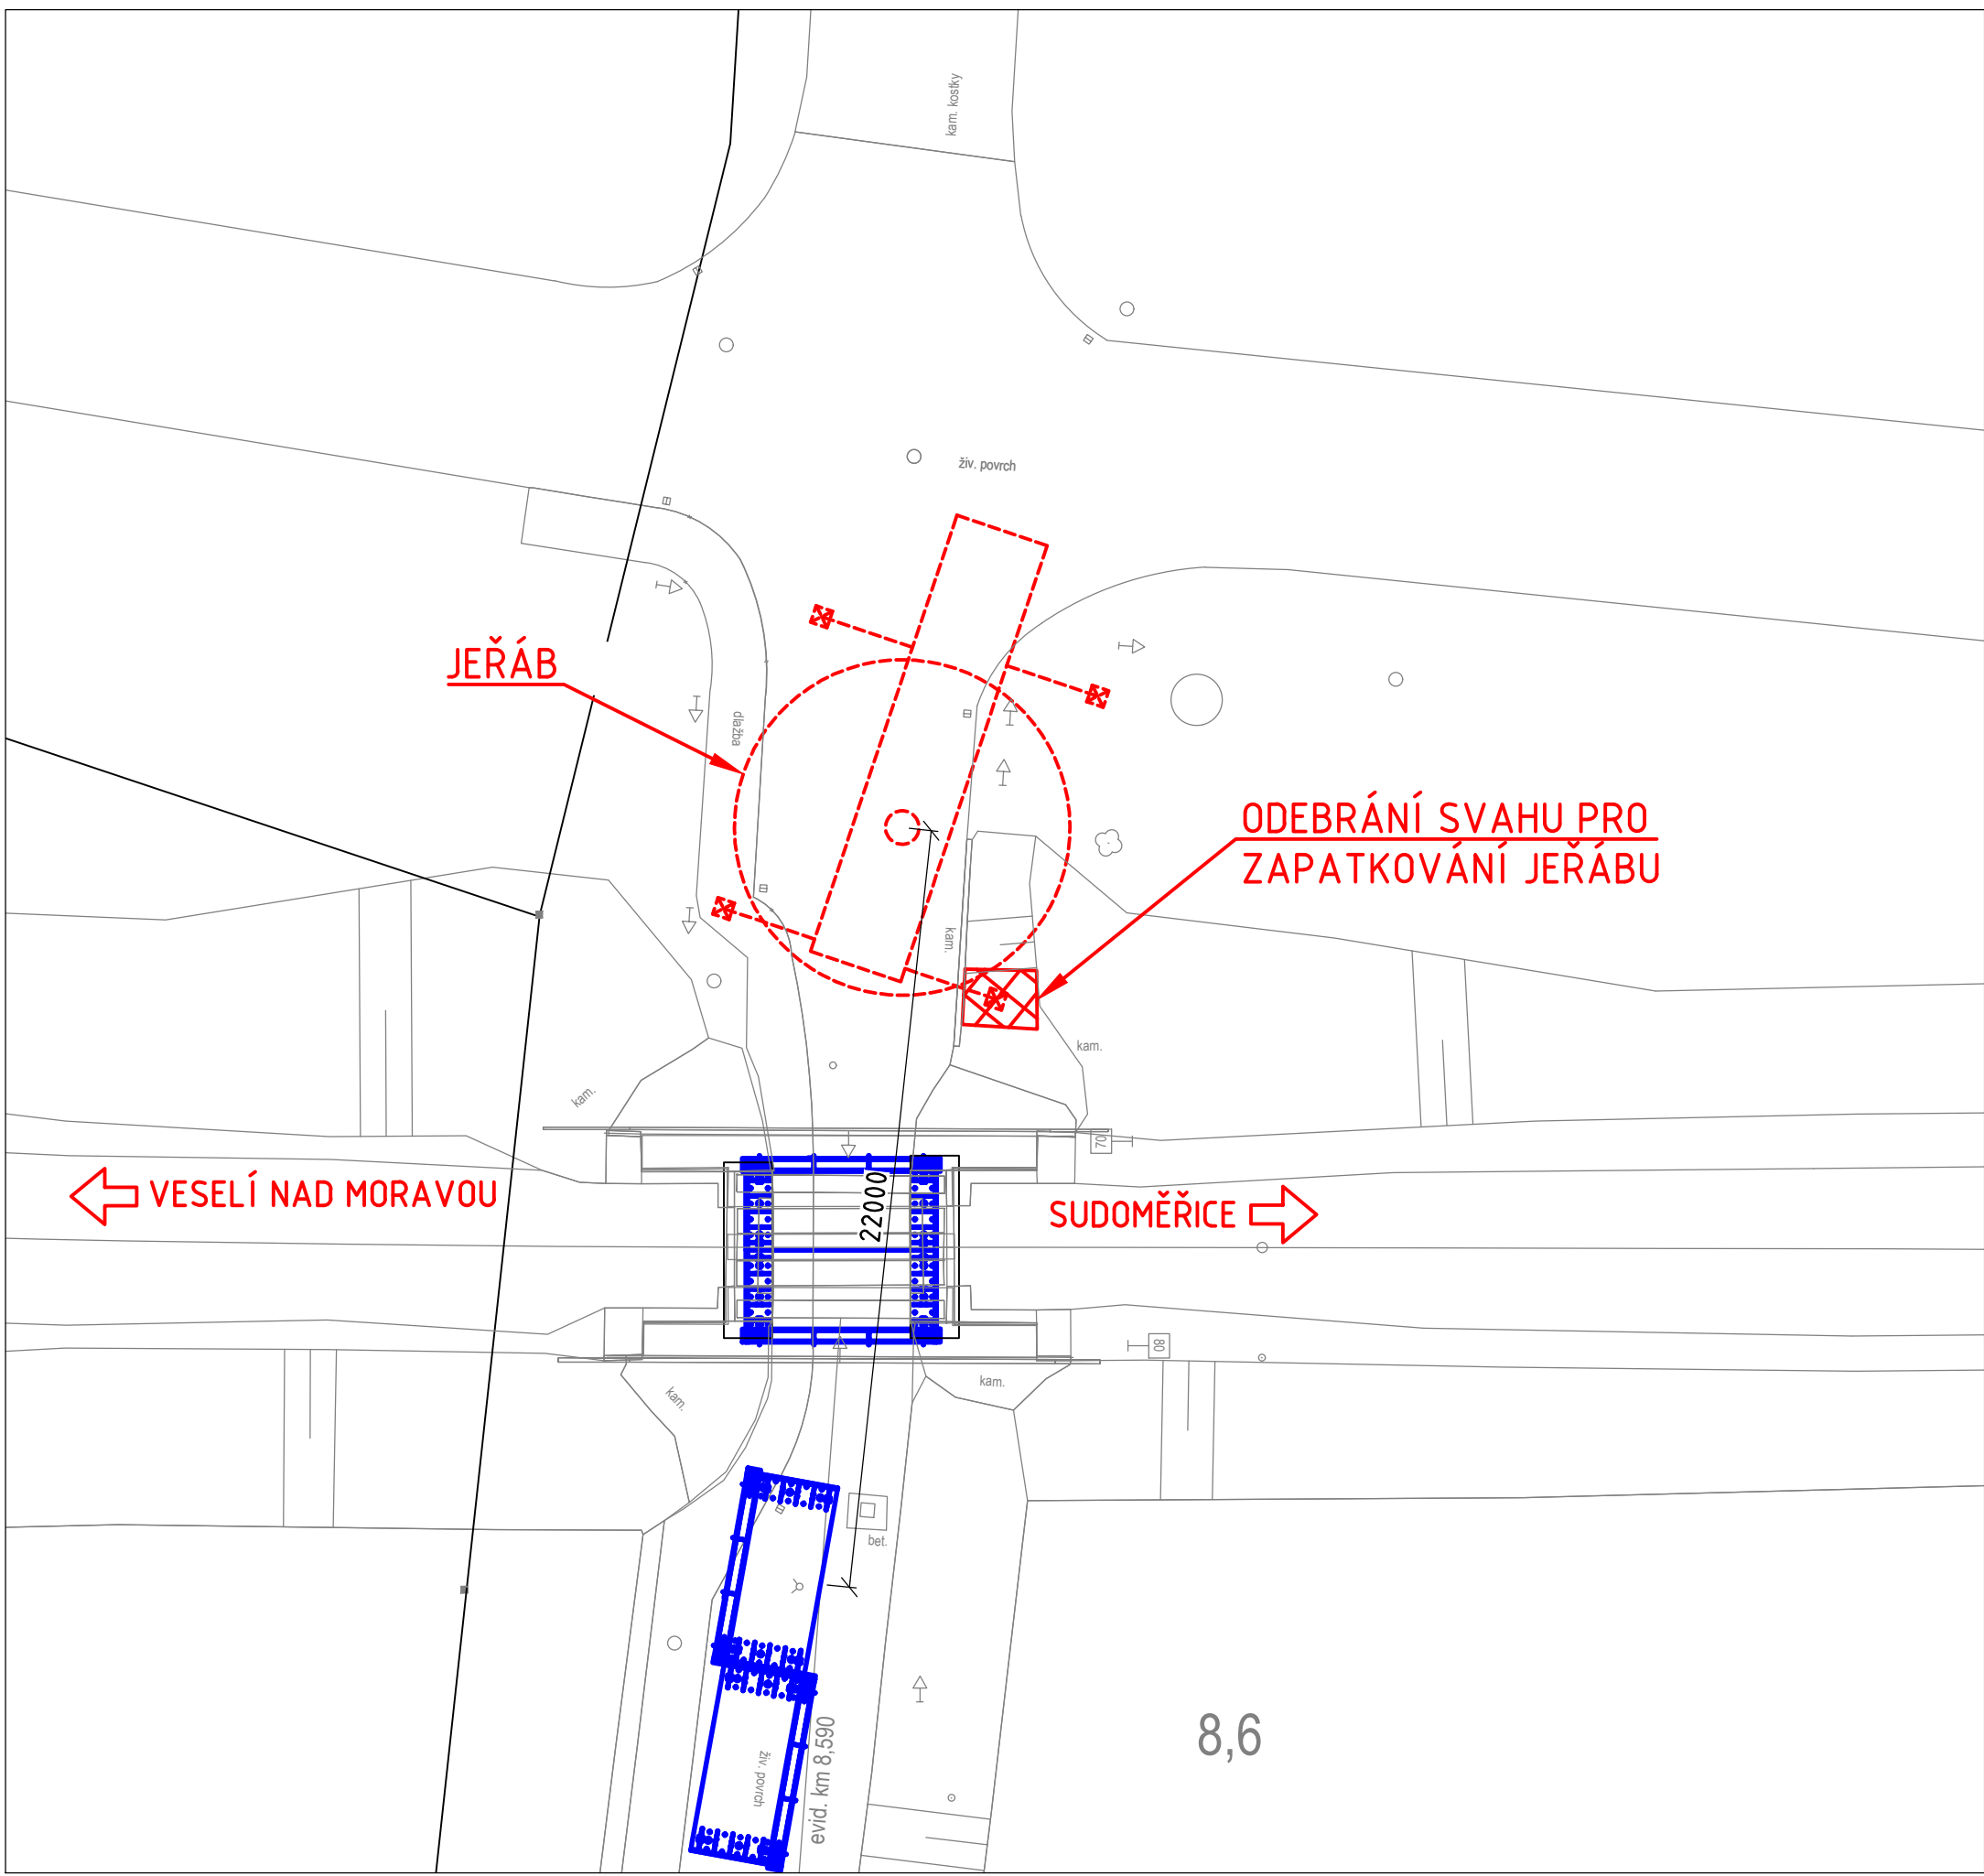 kam. kostky
živ. povrch
JEŘÁB
dlažba
ODEBRÁNÍ SVAHU PRO
ZAPATKOVÁNÍ JEŘÁBU
kam.
kam.
kam.
70
VESELÍ NAD MORAVOU
22000
SUDOMĚŘICE
80
kam.
kam.
bet.
živ. povrch
evid. km 8,590
8,6